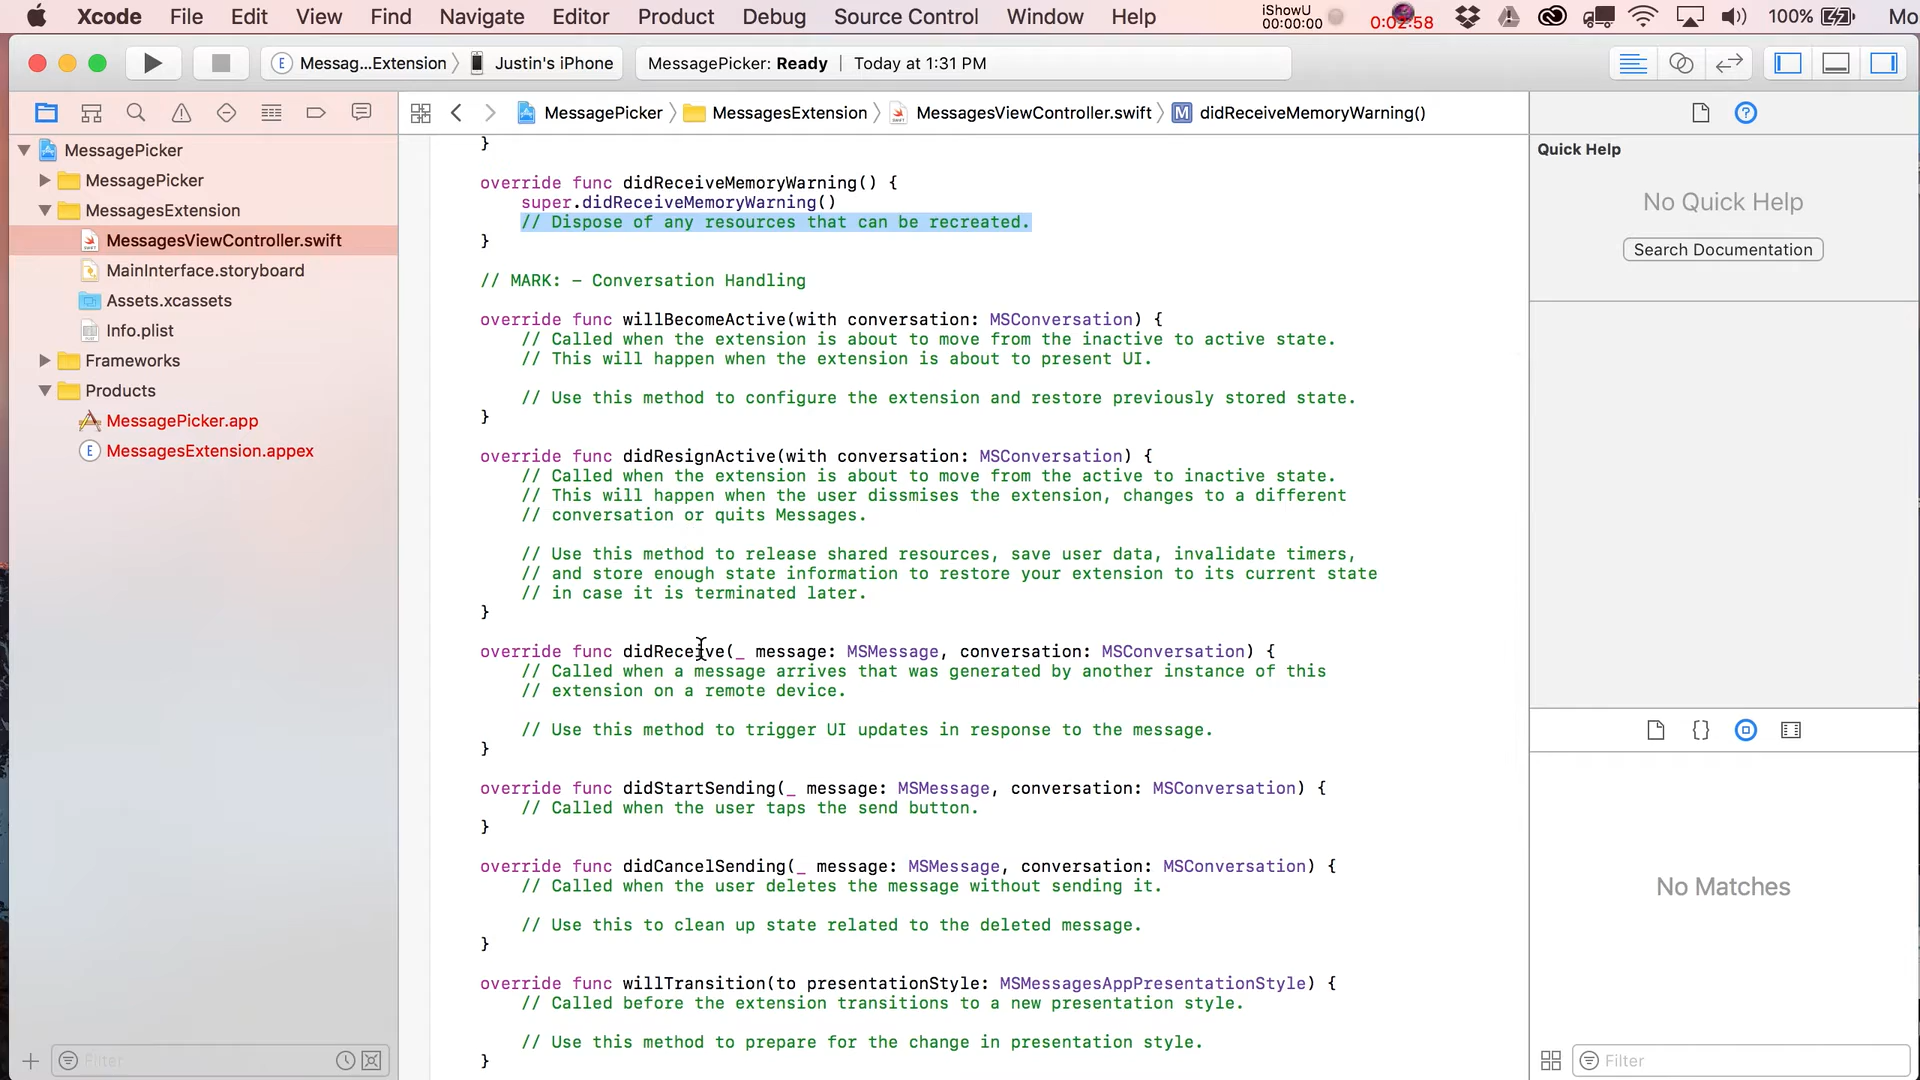 Xcode File Edit View Find Navigate Editor Product Debug Source Control Window Help iShowU 00:00:00 0:02:58 100% Mo
Messag...Extension Justin's iPhone MessagePicker: Ready Today at 1:31 PM
MessagePicker MessagesExtension MessagesViewController.swift M didReceiveMemoryWarning()
MessagePicker
MessagePicker
MessagesExtension
MessagesViewController.swift
MainInterface.storyboard
Assets.xcassets
Info.plist
Frameworks
Products
MessagePicker.app
E MessagesExtension.appex
Filter
}
override func didReceiveMemoryWarning() {
super.didReceiveMemoryWarning()
// Dispose of any resources that can be recreated.
}
// MARK: - Conversation Handling
override func willBecomeActive(with conversation: MSConversation) {
// Called when the extension is about to move from the inactive to active state.
// This will happen when the extension is about to present UI.
// Use this method to configure the extension and restore previously stored state.
}
override func didResignActive(with conversation: MSConversation) {
// Called when the extension is about to move from the active to inactive state.
// This will happen when the user dissmises the extension, changes to a different
// conversation or quits Messages.
// Use this method to release shared resources, save user data, invalidate timers,
// and store enough state information to restore your extension to its current state
// in case it is terminated later.
}
override func didReceive(_ message: MSMessage, conversation: MSConversation) {
// Called when a message arrives that was generated by another instance of this
// extension on a remote device.
// Use this method to trigger UI updates in response to the message.
}
override func didStartSending(_ message: MSMessage, conversation: MSConversation) {
// Called when the user taps the send button.
}
override func didCancelSending(_ message: MSMessage, conversation: MSConversation) {
// Called when the user deletes the message without sending it.
// Use this to clean up state related to the deleted message.
}
override func willTransition(to presentationStyle: MSMessagesAppPresentationStyle) {
// Called before the extension transitions to a new presentation style.
// Use this method to prepare for the change in presentation style.
}
Quick Help
No Quick Help
Search Documentation
{}
No Matches
Filter